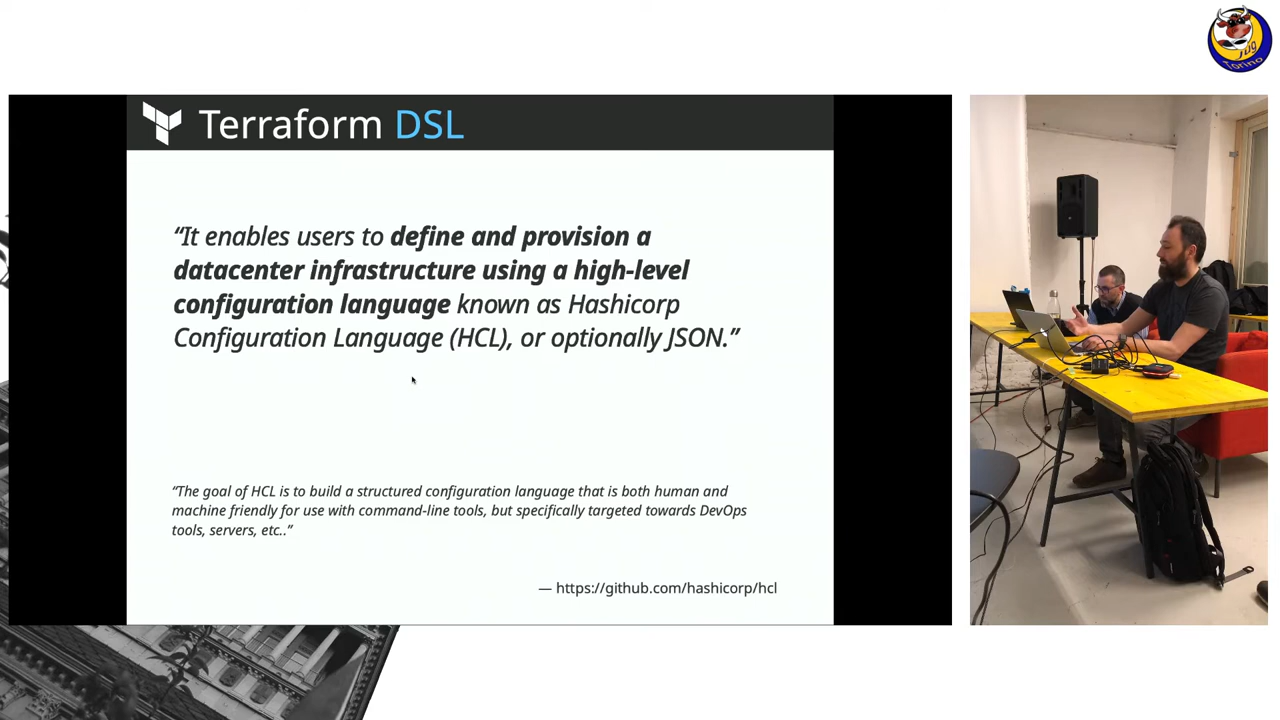 Jug
Torino
Terraform DSL
“It enables users to define and provision a
datacenter infrastructure using a high-level
configuration language known as Hashicorp
Configuration Language (HCL), or optionally JSON.”
“The goal of HCL is to build a structured configuration language that is both human and
machine friendly for use with command-line tools, but specifically targeted towards DevOps
tools, servers, etc..”
— https://github.com/hashicorp/hcl